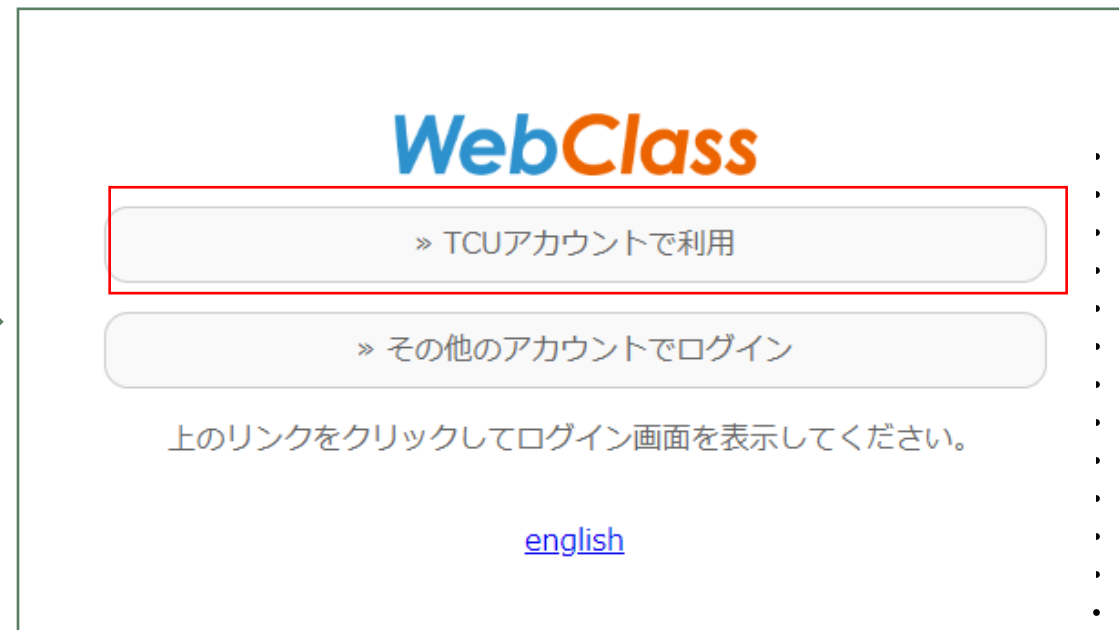 WebClass
» TCUアカウントで利用
» その他のアカウントでログイン
上のリンクをクリックしてログイン画面を表示してください。
english